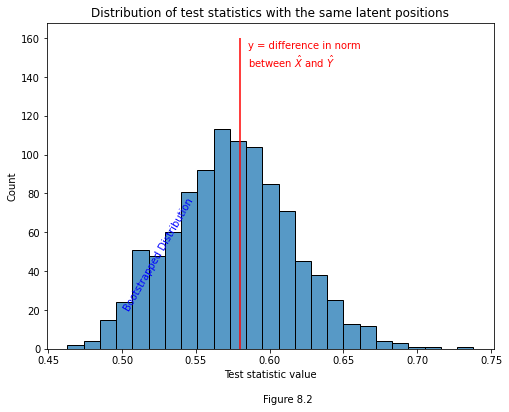 Distribution of test statistics with the same latent positions
160
y = difference in norm
between X̂ and Ŷ
140
120
100
80
60
40
20
0
Count
Bootstrapped Distribution
0.45 0.50 0.55 0.60 0.65 0.70 0.75
Test statistic value
Figure 8.2